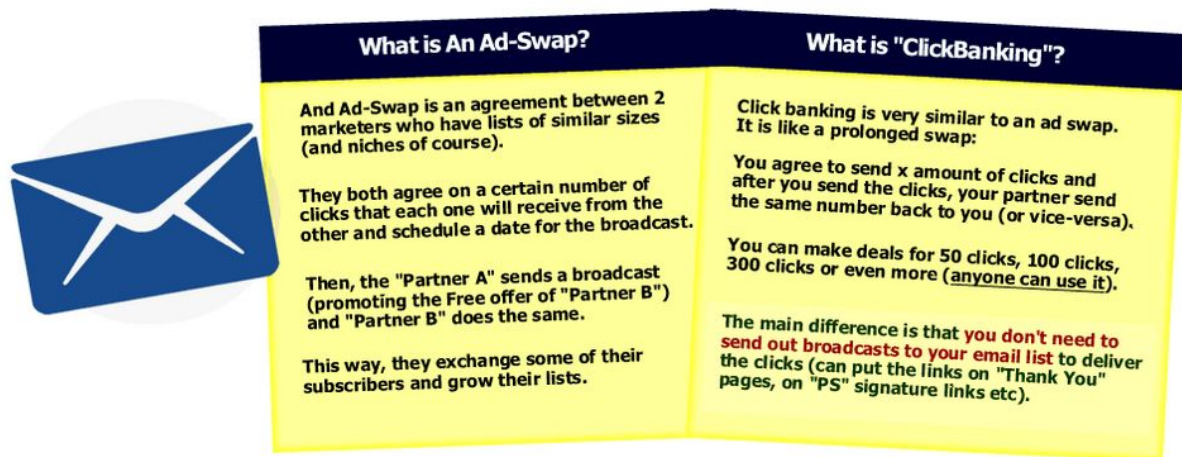 What is An Ad-Swap?
And Ad-Swap is an agreement between 2
marketers who have lists of similar sizes
(and niches of course).
They both agree on a certain number of
clicks that each one will receive from the
other and schedule a date for the broadcast.
Then, the "Partner A" sends a broadcast
(promoting the Free offer of "Partner B")
and "Partner B" does the same.
This way, they exchange some of their
subscribers and grow their lists.
What is "ClickBanking"?
Click banking is very similar to an ad swap.
It is like a prolonged swap:
You agree to send x amount of clicks and
after you send the clicks, your partner send
the same number back to you (or vice-versa).
You can make deals for 50 clicks, 100 clicks,
300 clicks or even more (anyone can use it).
The main difference is that you don't need to
send out broadcasts to your email list to deliver
the clicks (can put the links on "Thank You"
pages, on "PS" signature links etc).